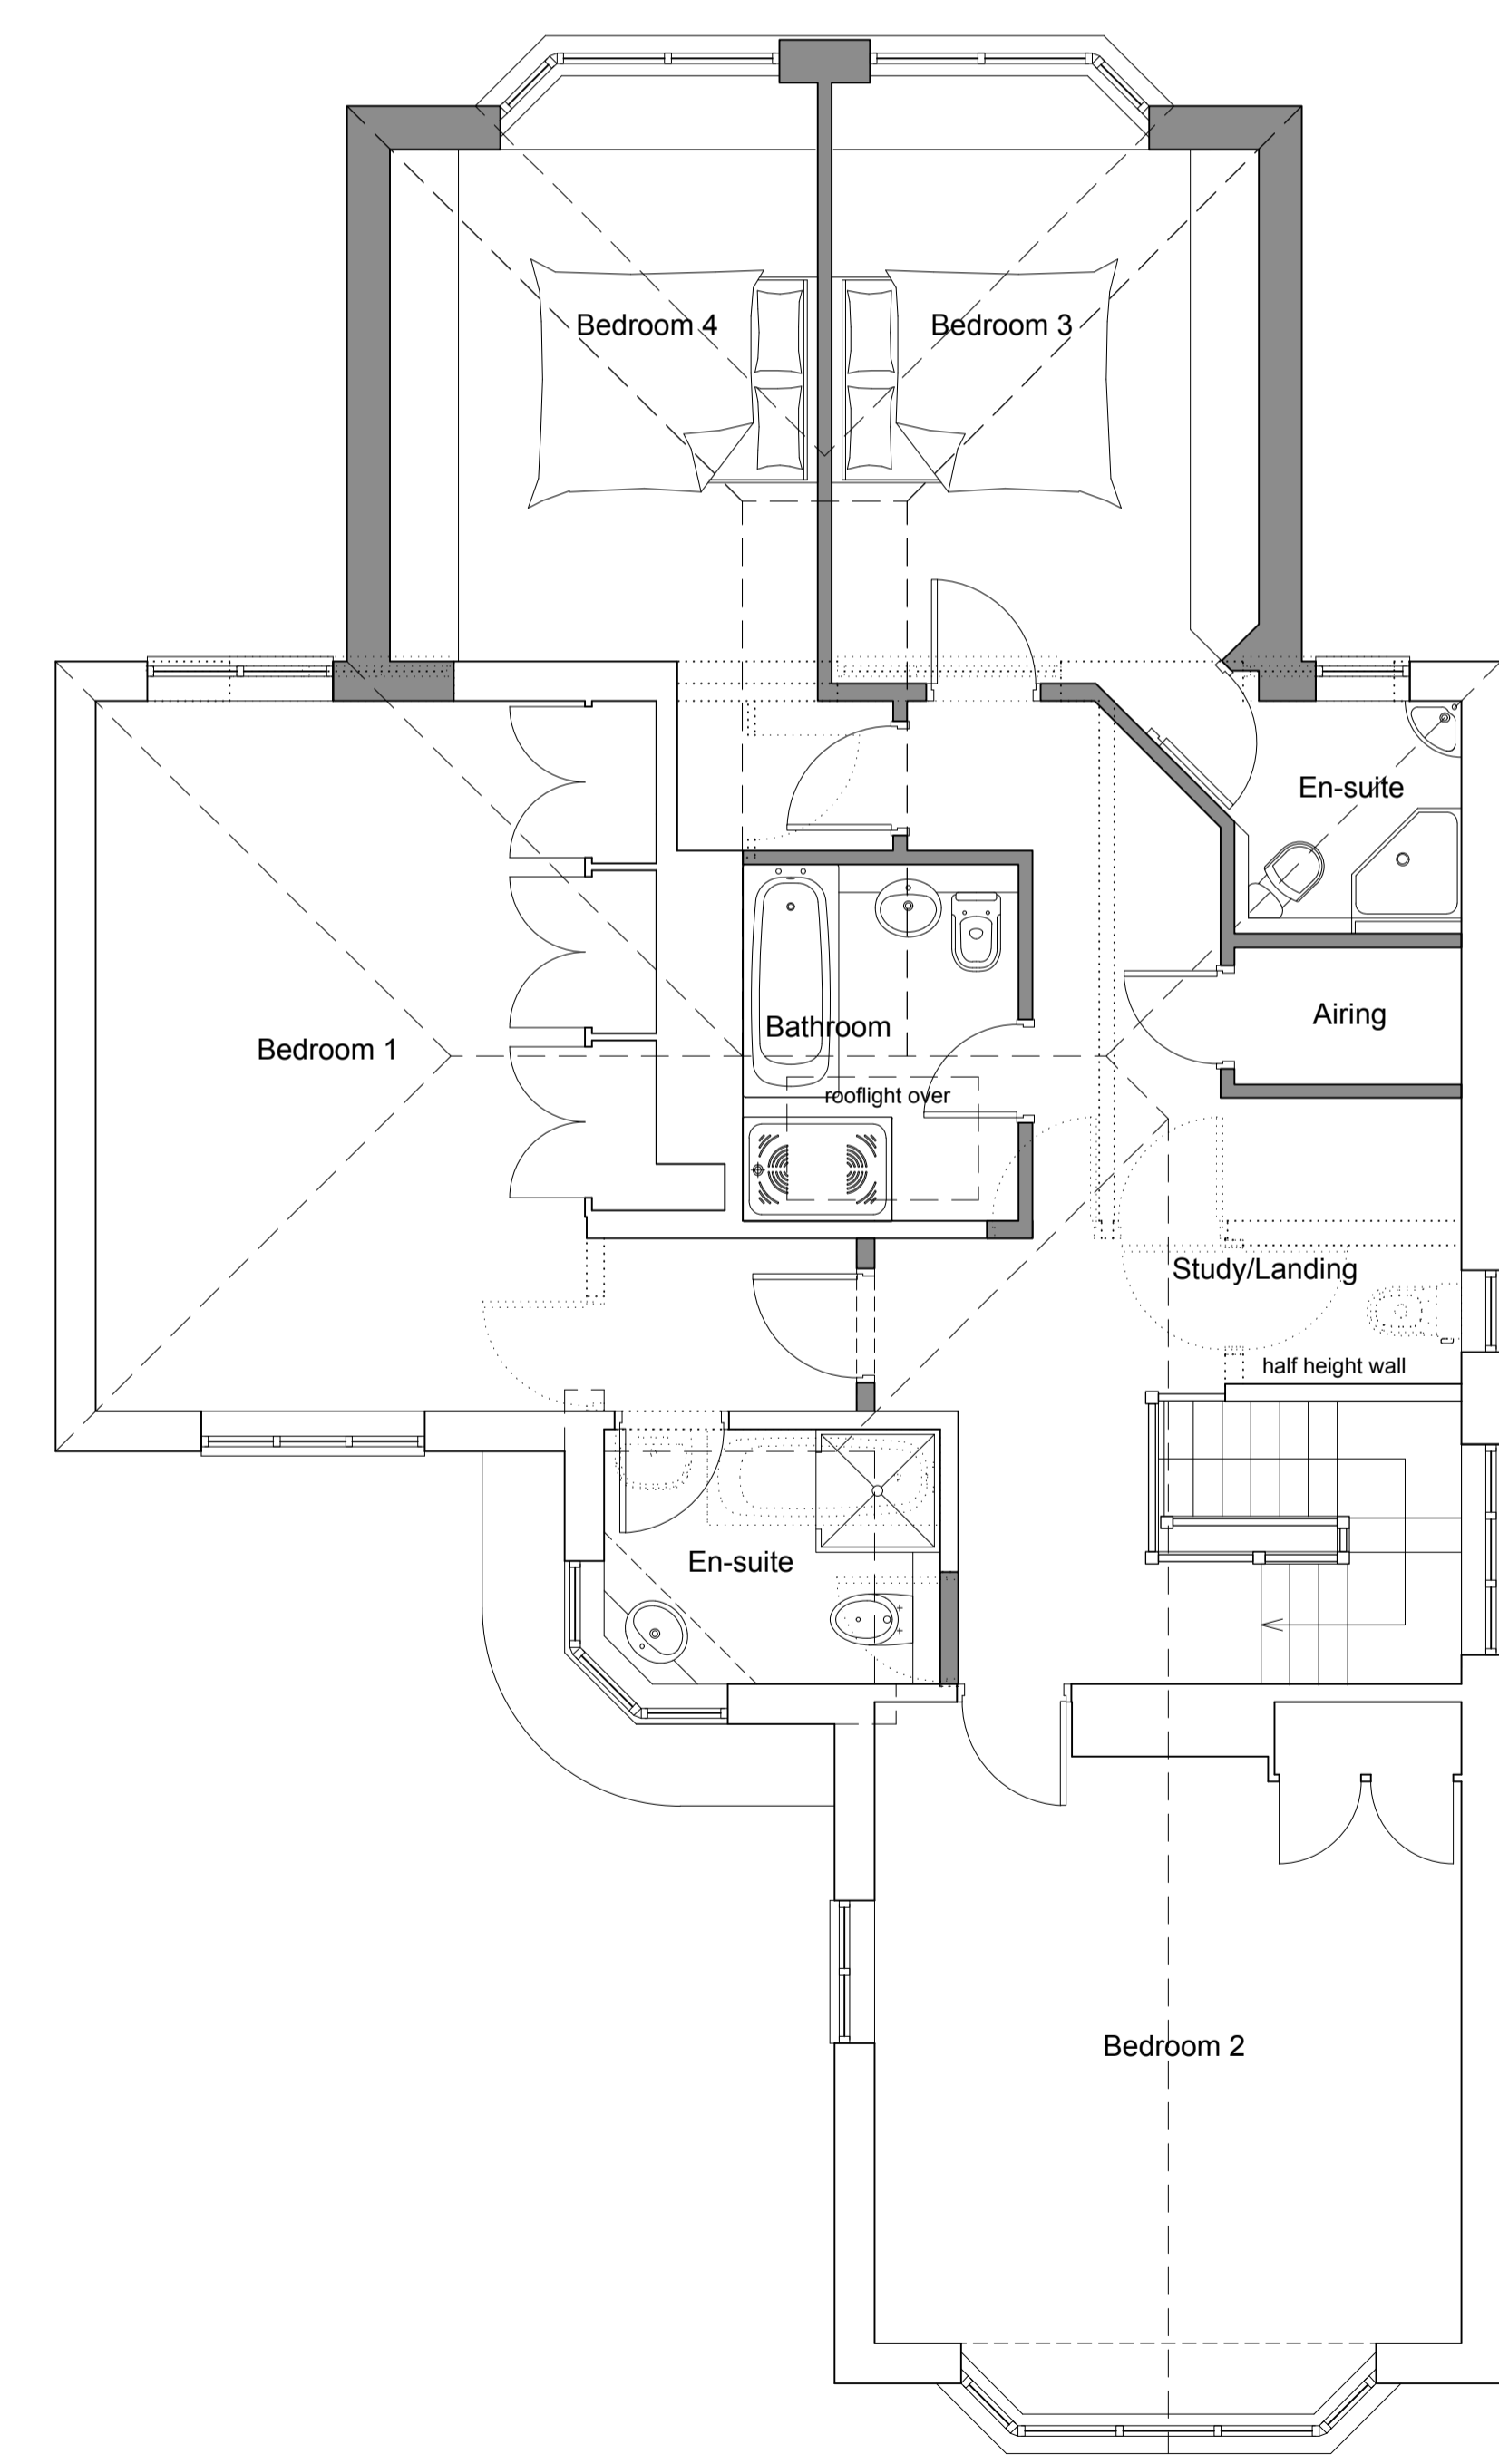 Bedroom 4
Bedroom 3
En-suite
Airing
Bathroom
Bedroom 1
rooflight over
Study/Landing
half height wall
En-suite
Bedroom 2